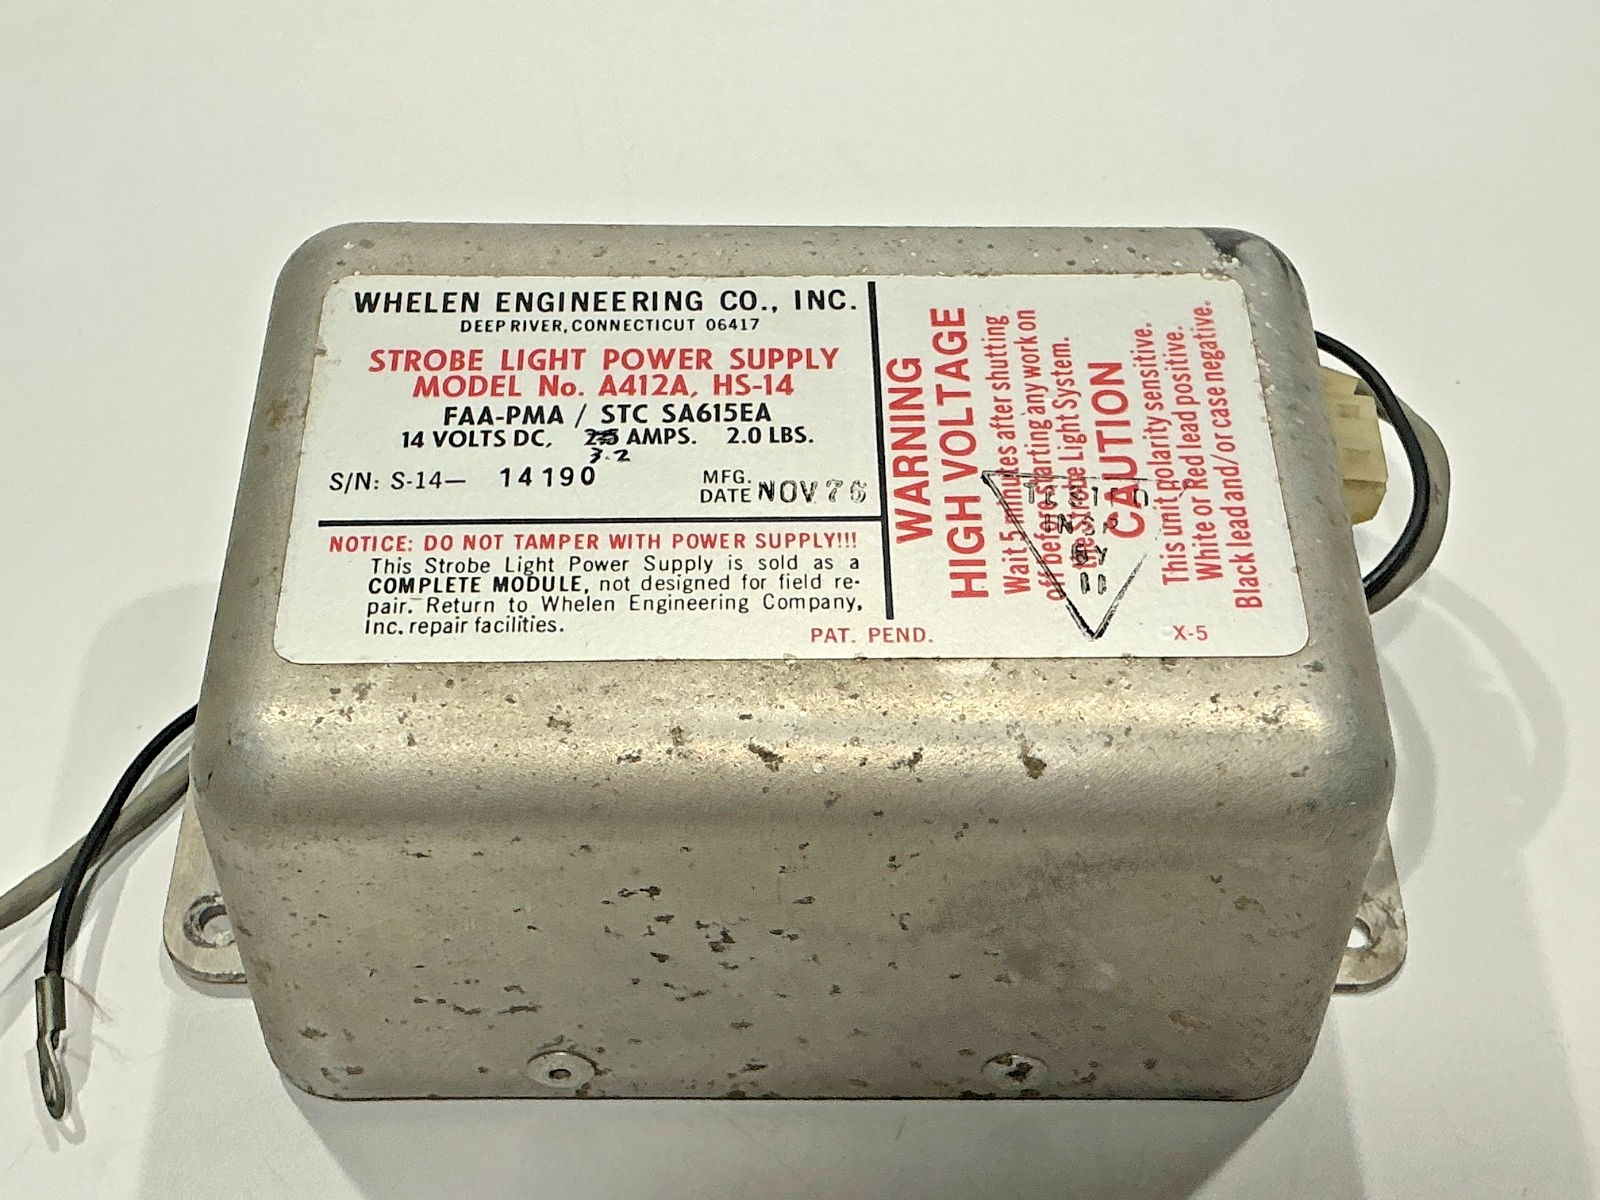 WHELEN ENGINEERING CO., INC.
DEEP RIVER, CONNECTICUT 06417
STROBE LIGHT POWER SUPPLY
MODEL No. A412A, HS-14
FAA-PMA / STC SA615EA
14 VOLTS DC, AMPS. 2.0 LBS.
3.2
S/N: S-14— 14190
MFG.
DATE NOV 76
NOTICE: DO NOT TAMPER WITH POWER SUPPLY!!!
This Strobe Light Power Supply is sold as a
COMPLETE MODULE, not designed for field re-
pair. Return to Whelen Engineering Company,
Inc. repair facilities.
PAT. PEND.
WARNING
HIGH VOLTAGE
Wait 5 minutes after shutting
off before starting any work on
the Strobe Light System.
CAUTION
This unit polarity sensitive.
White or Red lead positive.
Black lead and/or case negative.
INSP
BY
11
X-5